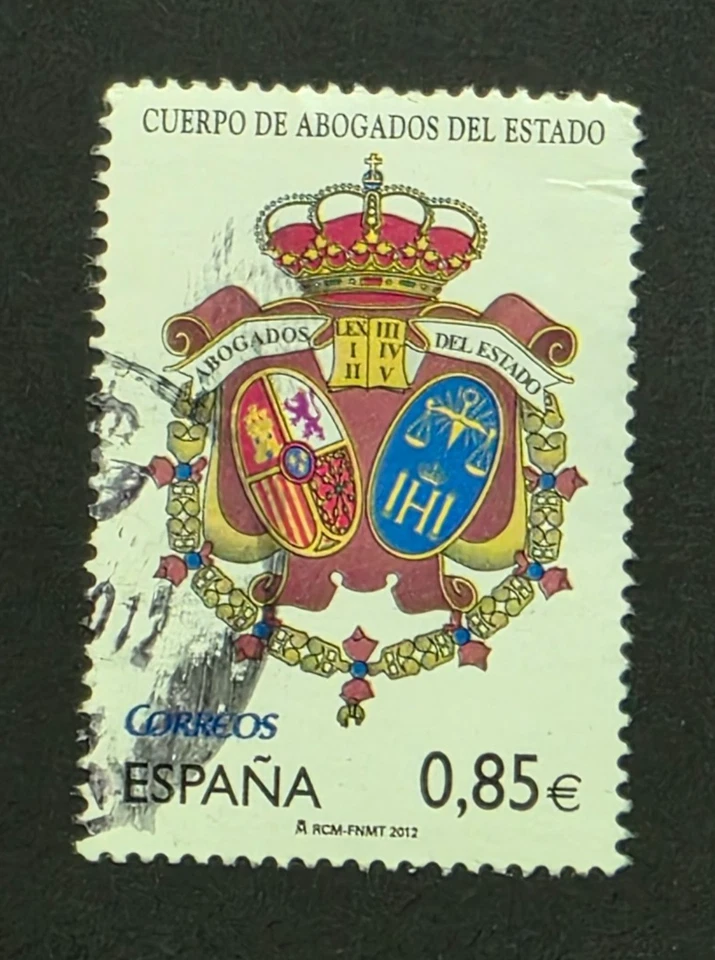 CUERPO DE ABOGADOS DEL ESTADO
ABOGADOS
LEX
I
II
III
IV
V
DEL ESTADO
IHI
CORREOS
ESPAÑA
0,85€
RCM-FNMT 2012